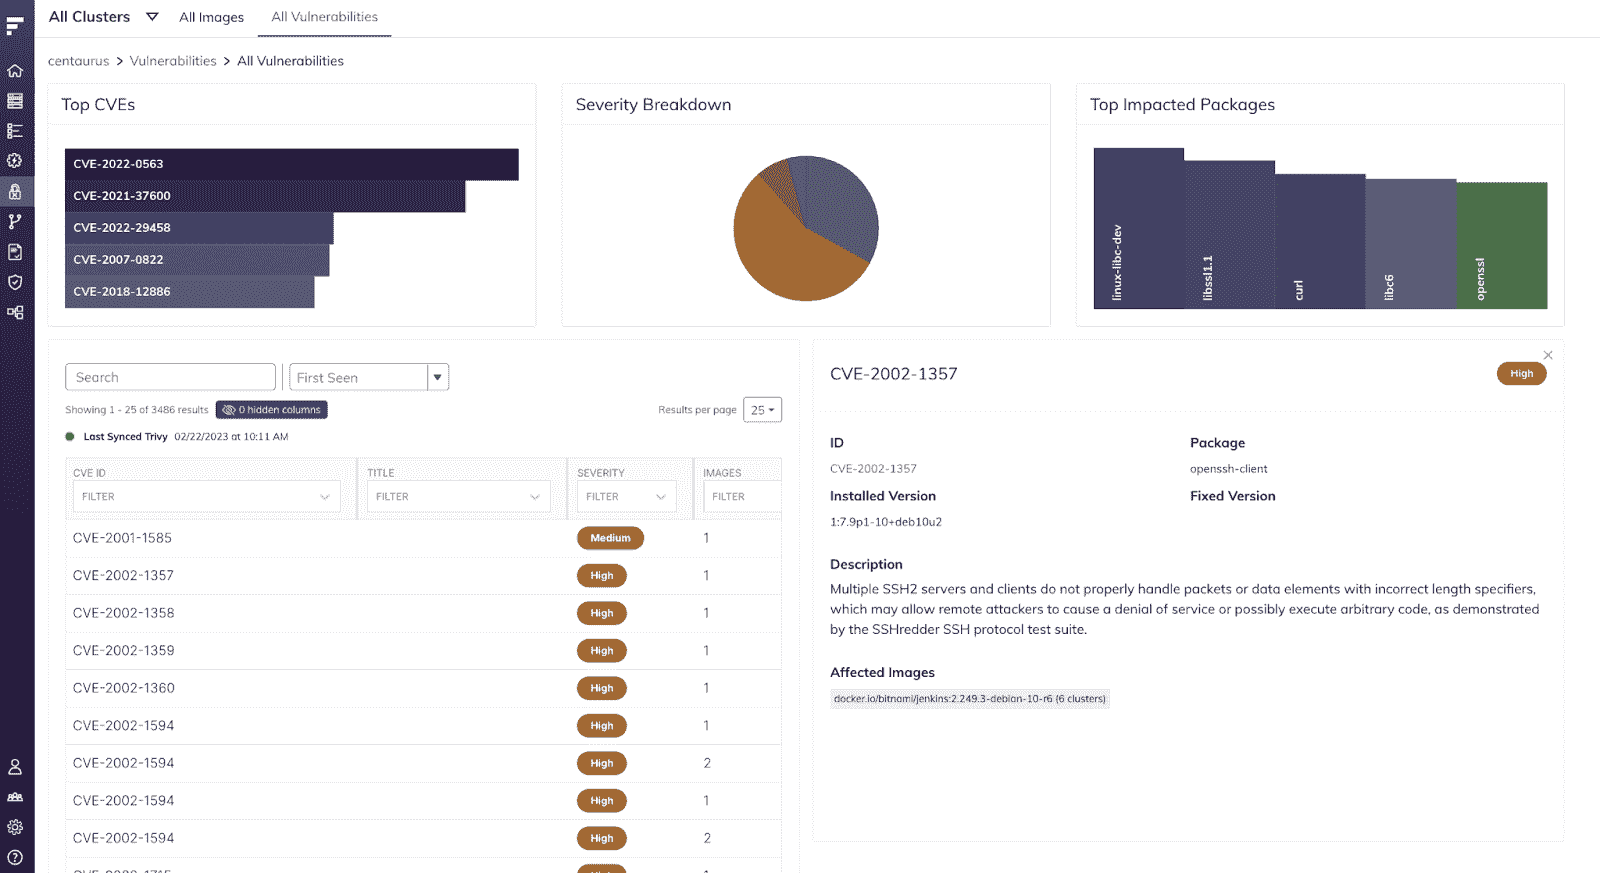 All Clusters All Images All Vulnerabilities
centaurus > Vulnerabilities > All Vulnerabilities
Top CVEs
CVE-2022-0563
CVE-2021-37600
CVE-2022-29458
CVE-2007-0822
CVE-2018-12886
Severity Breakdown
Top Impacted Packages
linux-libc-dev
libssl1.1
curl
libc6
openssl
Search First Seen
Showing 1 - 25 of 3486 results 0 hidden columns Results per page 25
Last Synced Trivy 02/22/2023 at 10:11 AM
CVE ID TITLE SEVERITY IMAGES
FILTER FILTER FILTER FILTER
CVE-2001-1585 Medium 1
CVE-2002-1357 High 1
CVE-2002-1358 High 1
CVE-2002-1359 High 1
CVE-2002-1360 High 1
CVE-2002-1594 High 1
CVE-2002-1594 High 2
CVE-2002-1594 High 1
CVE-2002-1594 High 2
CVE-2002-1357 High
ID Package
CVE-2002-1357 openssh-client
Installed Version Fixed Version
1:7.9p1-10+deb10u2
Description
Multiple SSH2 servers and clients do not properly handle packets or data elements with incorrect length specifiers,
which may allow remote attackers to cause a denial of service or possibly execute arbitrary code, as demonstrated
by the SSHredder SSH protocol test suite.
Affected Images
docker.io/bitnami/jenkins:2.249.3-debian-10-r6 (6 clusters)